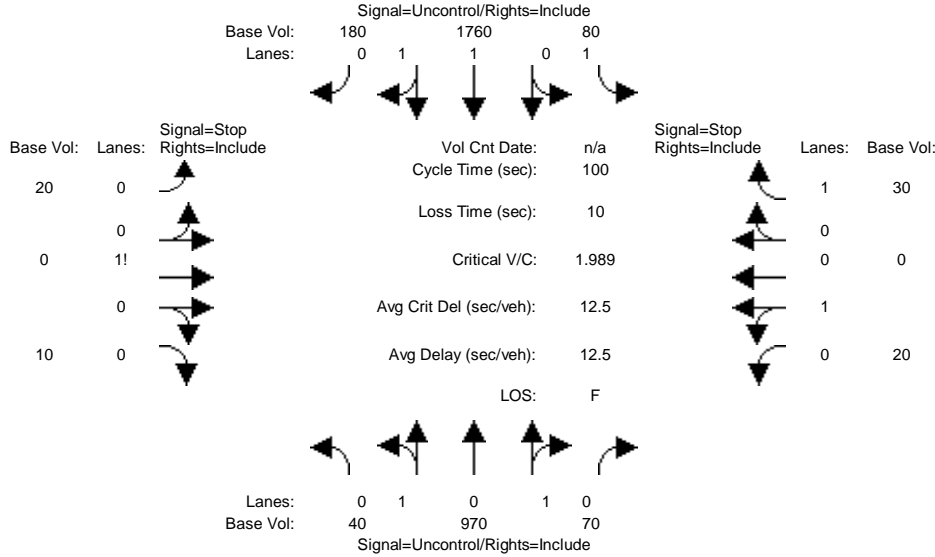 Signal=Uncontrol/Rights=Include
Base Vol: 180 1760 80
Lanes: 0 1 1 0 1
Signal=Stop Signal=Stop
Base Vol: Lanes: Rights=Include Vol Cnt Date: n/a Rights=Include Lanes: Base Vol:
Cycle Time (sec): 100
20 0 1 30
Loss Time (sec): 10
0 0
0 1! Critical V/C: 1.989 0 0
0 Avg Crit Del (sec/veh): 12.5 1
10 0 Avg Delay (sec/veh): 12.5 0 20
LOS: F
Lanes: 0 1 0 1 0
Base Vol: 40 970 70
Signal=Uncontrol/Rights=Include